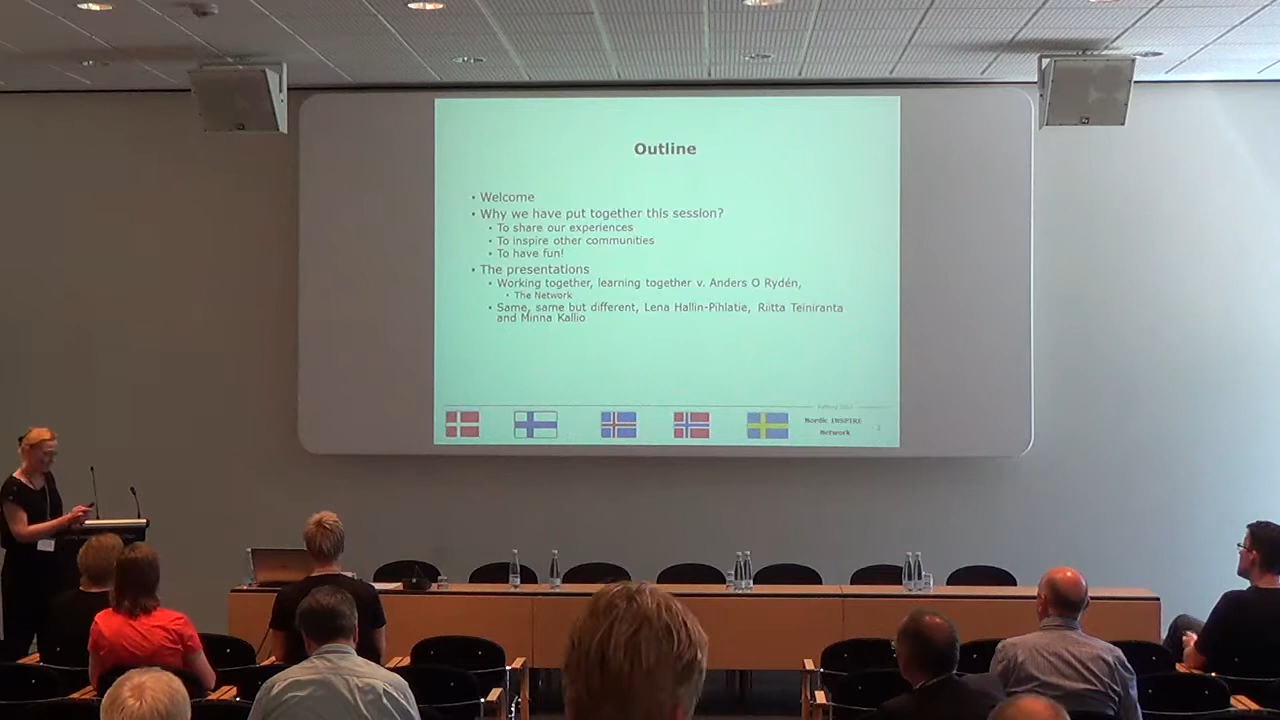 Outline
• Welcome
• Why we have put together this session?
• To share our experiences
• To inspire other communities
• To have fun!
• The presentations
• Working together, learning together v. Anders O Rydén,
• The Network
• Same, same but different, Lena Hallin-Pihlatie, Riitta Teiniranta
and Minna Kallio
Nordic INSPIRE
Network